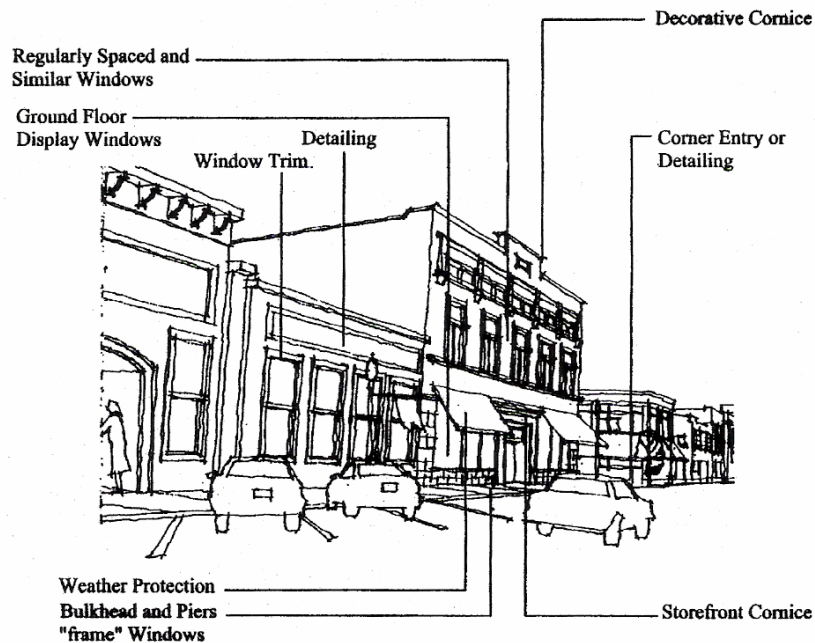 Decorative Cornice
Regularly Spaced and
Similar Windows
Ground Floor
Display Windows
Detailing
Corner Entry or
Detailing
Window Trim.
Weather Protection
Bulkhead and Piers
"frame" Windows
Storefront Cornice